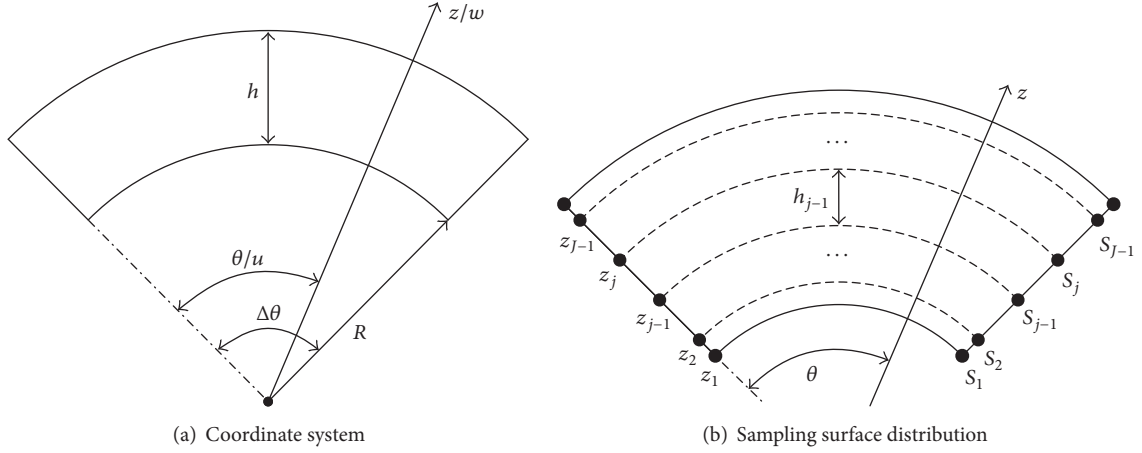 z/w
h
θ/u
Δθ
R
(a) Coordinate system
z
...
h_{j−1}
...
z_{J−1}
z_j
z_{j−1}
z_2
z_1
θ
S_{J−1}
S_j
S_{j−1}
S_2
S_1
(b) Sampling surface distribution